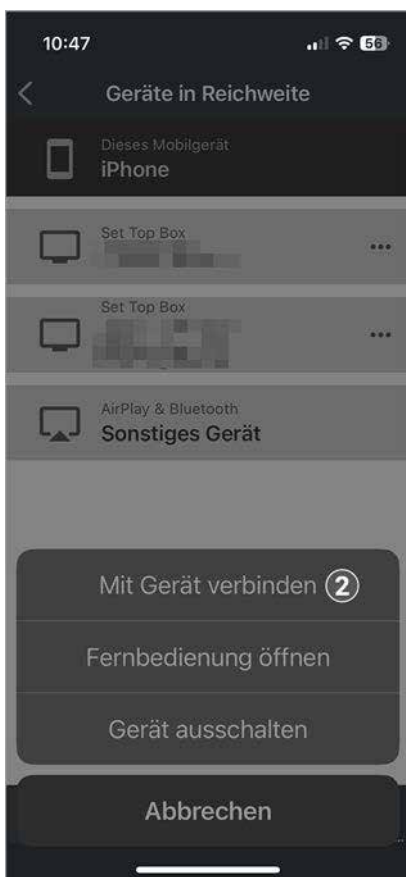 10:47
56
Geräte in Reichweite
Dieses Mobilgerät
iPhone
Set Top Box
Set Top Box
AirPlay & Bluetooth
Sonstiges Gerät
Mit Gerät verbinden 2
Fernbedienung öffnen
Gerät ausschalten
Abbrechen